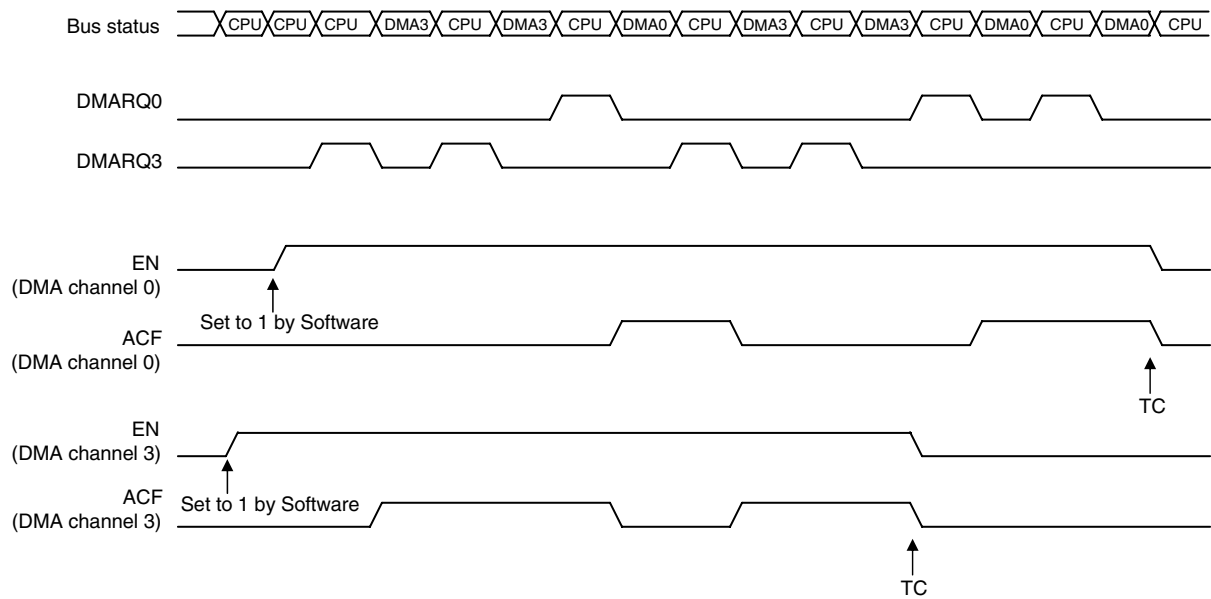 Bus status CPU CPU CPU DMA3 CPU DMA3 CPU DMA0 CPU DMA3 CPU DMA3 CPU DMA0 CPU DMA0 CPU
DMARQ0
DMARQ3
EN
(DMA channel 0)
Set to 1 by Software
ACF
(DMA channel 0)
TC
EN
(DMA channel 3)
Set to 1 by Software
ACF
(DMA channel 3)
TC